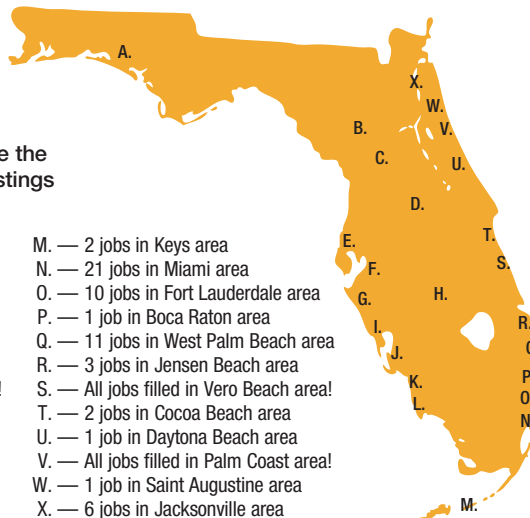 A.
X.
W.
B.
V.
C.
U.
e the
stings
D.
E.
T.
F.
S.
G.
H.
I.
J.
K.
L.
R.
P
O
N
M.
M. — 2 jobs in Keys area
N. — 21 jobs in Miami area
O. — 10 jobs in Fort Lauderdale area
P. — 1 job in Boca Raton area
Q. — 11 jobs in West Palm Beach area
R. — 3 jobs in Jensen Beach area
! S. — All jobs filled in Vero Beach area!
T. — 2 jobs in Cocoa Beach area
U. — 1 job in Daytona Beach area
V. — All jobs filled in Palm Coast area!
W. — 1 job in Saint Augustine area
X. — 6 jobs in Jacksonville area